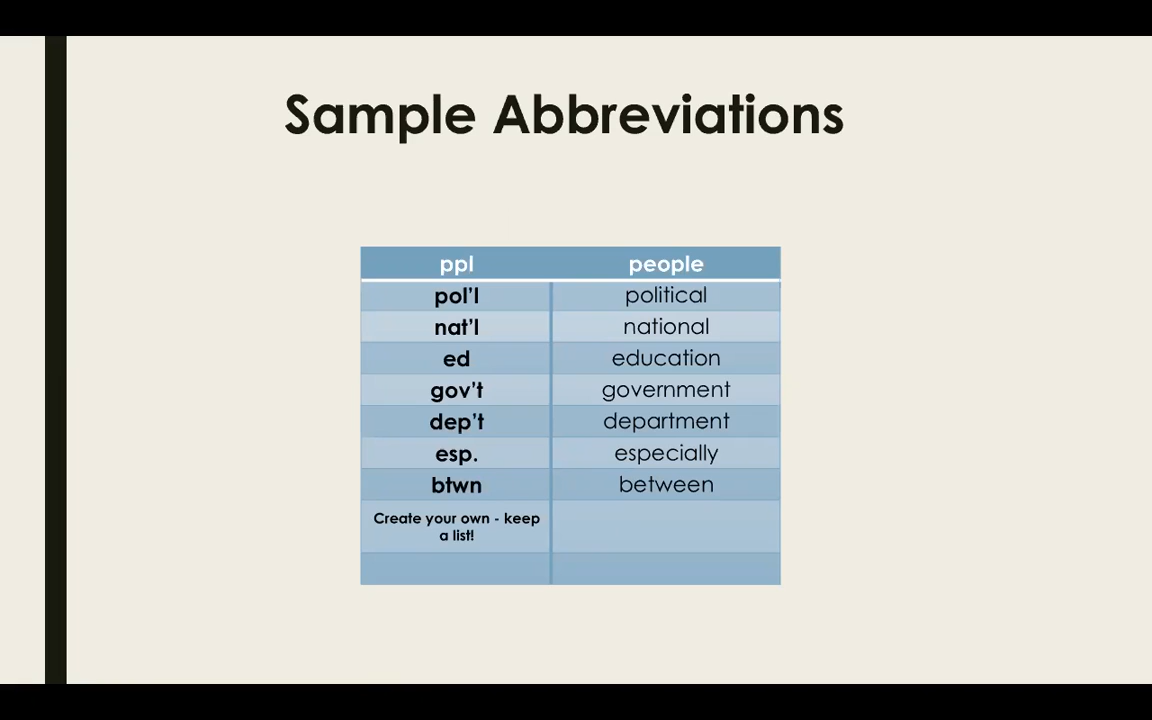 Sample Abbreviations
ppl people
pol’l political
nat’l national
ed education
gov’t government
dep’t department
esp. especially
btwn between
Create your own - keep
a list!